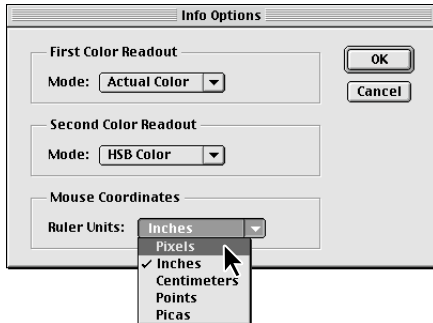 Info Options
First Color Readout
Mode: Actual Color
OK
Cancel
Second Color Readout
Mode: HSB Color
Mouse Coordinates
Ruler Units: Inches
Pixels
✓ Inches
Centimeters
Points
Picas